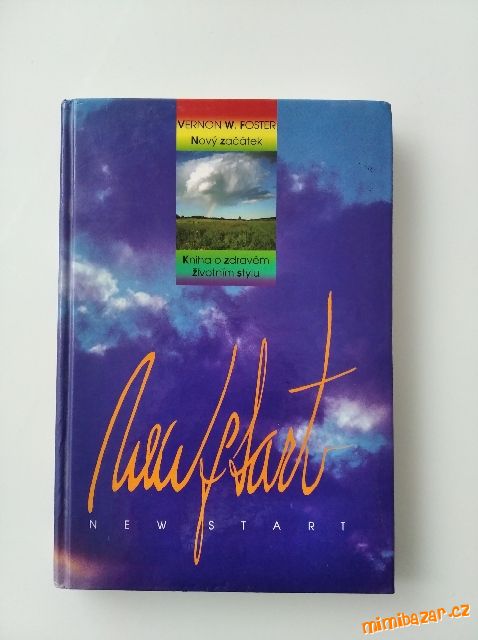 VERNON W. FOSTER
Nový začátek
Kniha o zdravém
životním stylu
New Start
NEW START
mimibazar.cz